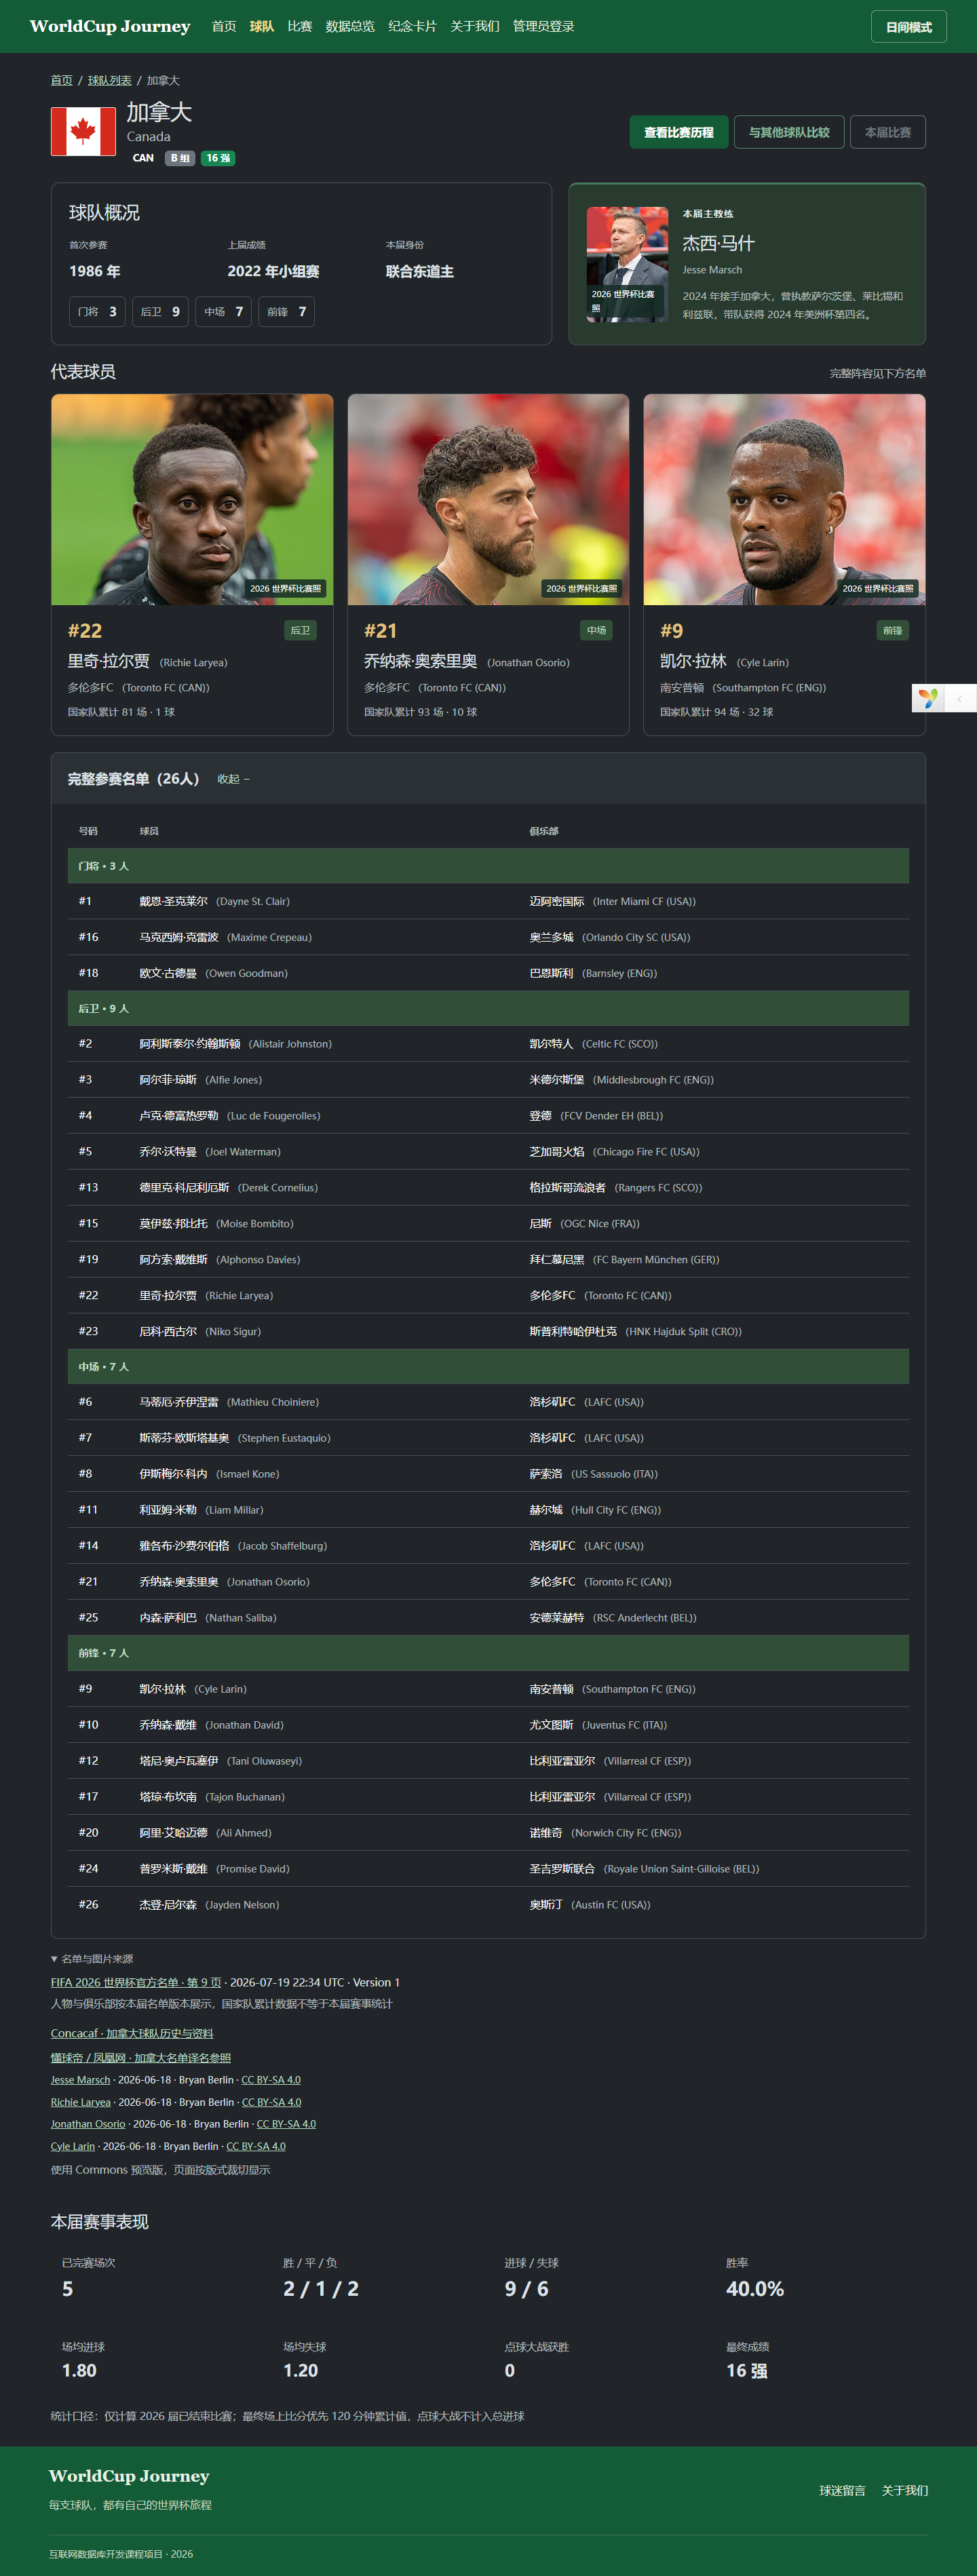 WorldCup Journey 首页 球队 比赛 数据总览 纪念卡片 关于我们 管理员登录 日间模式
首页 / 球队列表 / 加拿大
加拿大
Canada
CAN B 组 16 强
查看比赛历程 与其他球队比较 本届比赛
球队概况
首次参赛 上届成绩 本届身份
1986 年 2022 年小组赛 联合东道主
门将 3 后卫 9 中场 7 前锋 7
2026 世界杯比赛照
本届主教练
杰西·马什
Jesse Marsch
2024 年接手加拿大，曾执教萨尔茨堡、莱比锡和
利兹联，带队获得 2024 年美洲杯第四名。
代表球员 完整阵容见下方名单
2026 世界杯比赛照 2026 世界杯比赛照 2026 世界杯比赛照
#22 后卫
里奇·拉尔贾 （Richie Laryea）
多伦多FC （Toronto FC (CAN)）
国家队累计 81 场 · 1 球
#21 中场
乔纳森·奥索里奥 （Jonathan Osorio）
多伦多FC （Toronto FC (CAN)）
国家队累计 93 场 · 10 球
#9 前锋
凯尔·拉林 （Cyle Larin）
南安普顿 （Southampton FC (ENG)）
国家队累计 94 场 · 32 球
完整参赛名单（26人） 收起 −
号码 球员 俱乐部
门将 • 3 人
#1 戴恩·圣克莱尔 （Dayne St. Clair） 迈阿密国际 （Inter Miami CF (USA)）
#16 马克西姆·克雷波 （Maxime Crepeau） 奥兰多城 （Orlando City SC (USA)）
#18 欧文·古德曼 （Owen Goodman） 巴恩斯利 （Barnsley (ENG)）
后卫 • 9 人
#2 阿利斯泰尔·约翰斯顿 （Alistair Johnston） 凯尔特人 （Celtic FC (SCO)）
#3 阿尔菲·琼斯 （Alfie Jones） 米德尔斯堡 （Middlesbrough FC (ENG)）
#4 卢克·德富热罗勒 （Luc de Fougerolles） 登德 （FCV Dender EH (BEL)）
#5 乔尔·沃特曼 （Joel Waterman） 芝加哥火焰 （Chicago Fire FC (USA)）
#13 德里克·科尼利厄斯 （Derek Cornelius） 格拉斯哥流浪者 （Rangers FC (SCO)）
#15 莫伊兹·邦比托 （Moise Bombito） 尼斯 （OGC Nice (FRA)）
#19 阿方索·戴维斯 （Alphonso Davies） 拜仁慕尼黑 （FC Bayern München (GER)）
#22 里奇·拉尔贾 （Richie Laryea） 多伦多FC （Toronto FC (CAN)）
#23 尼科·西古尔 （Niko Sigur） 斯普利特哈伊杜克 （HNK Hajduk Split (CRO)）
中场 • 7 人
#6 马蒂厄·乔伊涅雷 （Mathieu Choiniere） 洛杉矶FC （LAFC (USA)）
#7 斯蒂芬·欧斯塔基奥 （Stephen Eustaquio） 洛杉矶FC （LAFC (USA)）
#8 伊斯梅尔·科内 （Ismael Kone） 萨索洛 （US Sassuolo (ITA)）
#11 利亚姆·米勒 （Liam Millar） 赫尔城 （Hull City FC (ENG)）
#14 雅各布·沙费尔伯格 （Jacob Shaffelburg） 洛杉矶FC （LAFC (USA)）
#21 乔纳森·奥索里奥 （Jonathan Osorio） 多伦多FC （Toronto FC (CAN)）
#25 内森·萨利巴 （Nathan Saliba） 安德莱赫特 （RSC Anderlecht (BEL)）
前锋 • 7 人
#9 凯尔·拉林 （Cyle Larin） 南安普顿 （Southampton FC (ENG)）
#10 乔纳森·戴维 （Jonathan David） 尤文图斯 （Juventus FC (ITA)）
#12 塔尼·奥卢瓦塞伊 （Tani Oluwaseyi） 比利亚雷亚尔 （Villarreal CF (ESP)）
#17 塔琼·布坎南 （Tajon Buchanan） 比利亚雷亚尔 （Villarreal CF (ESP)）
#20 阿里·艾哈迈德 （Ali Ahmed） 诺维奇 （Norwich City FC (ENG)）
#24 普罗米斯·戴维 （Promise David） 圣吉罗斯联合 （Royale Union Saint-Gilloise (BEL)）
#26 杰登·尼尔森 （Jayden Nelson） 奥斯汀 （Austin FC (USA)）
▼ 名单与图片来源
FIFA 2026 世界杯官方名单 · 第 9 页 · 2026-07-19 22:34 UTC · Version 1
人物与俱乐部按本届名单版本展示，国家队累计数据不等于本届赛事统计
Concacaf · 加拿大球队历史与资料
懂球帝 / 凤凰网 · 加拿大名单译名参照
Jesse Marsch · 2026-06-18 · Bryan Berlin · CC BY-SA 4.0
Richie Laryea · 2026-06-18 · Bryan Berlin · CC BY-SA 4.0
Jonathan Osorio · 2026-06-18 · Bryan Berlin · CC BY-SA 4.0
Cyle Larin · 2026-06-18 · Bryan Berlin · CC BY-SA 4.0
使用 Commons 预览版，页面按版式裁切显示
本届赛事表现
已完赛场次 胜 / 平 / 负 进球 / 失球 胜率
5 2 / 1 / 2 9 / 6 40.0%
场均进球 场均失球 点球大战获胜 最终成绩
1.80 1.20 0 16 强
统计口径：仅计算 2026 届已结束比赛；最终场上比分优先 120 分钟累计值，点球大战不计入总进球
WorldCup Journey
每支球队，都有自己的世界杯旅程
球迷留言 关于我们
互联网数据库开发课程项目 · 2026